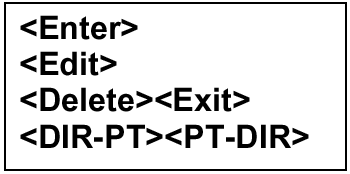 <Enter>
<Edit>
<Delete><Exit>
<DIR-PT><PT-DIR>